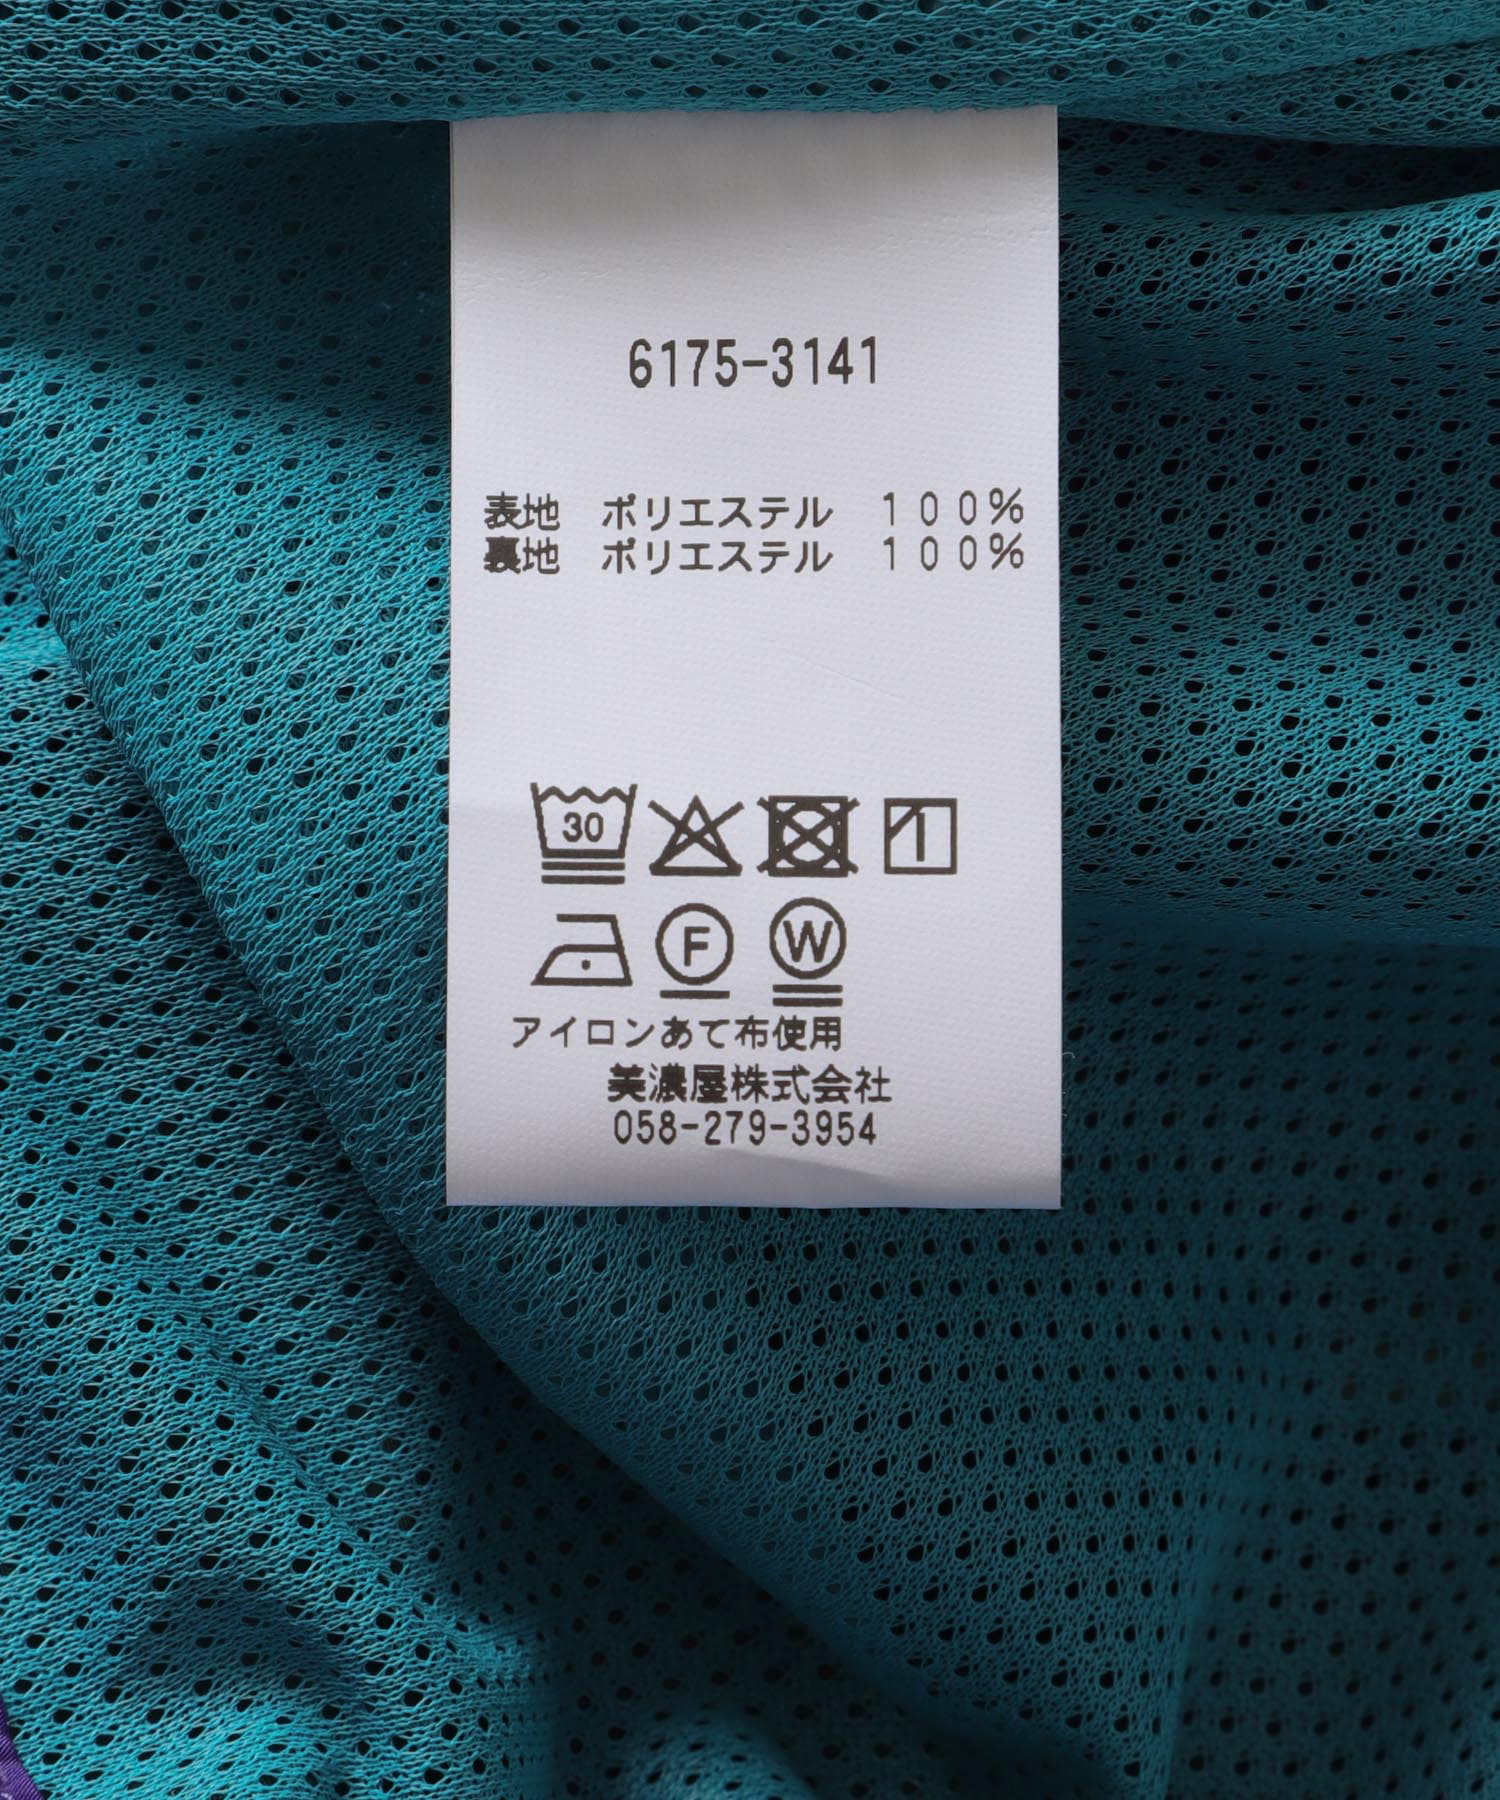 6175-3141
表地 ポリエステル 100%
裏地 ポリエステル 100%
30
F W
アイロンあて布使用
美濃屋株式会社
058-279-3954